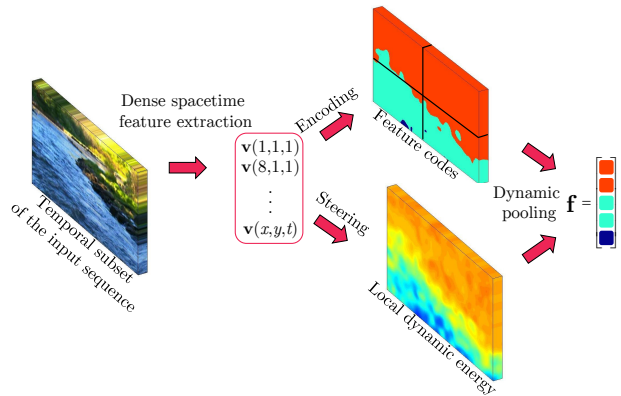 Temporal subset
of the input sequence
Dense spacetime
feature extraction
v(1,1,1)
v(8,1,1)
v(x,y,t)
Encoding
Feature codes
Steering
Local dynamic energy
Dynamic
pooling
f =